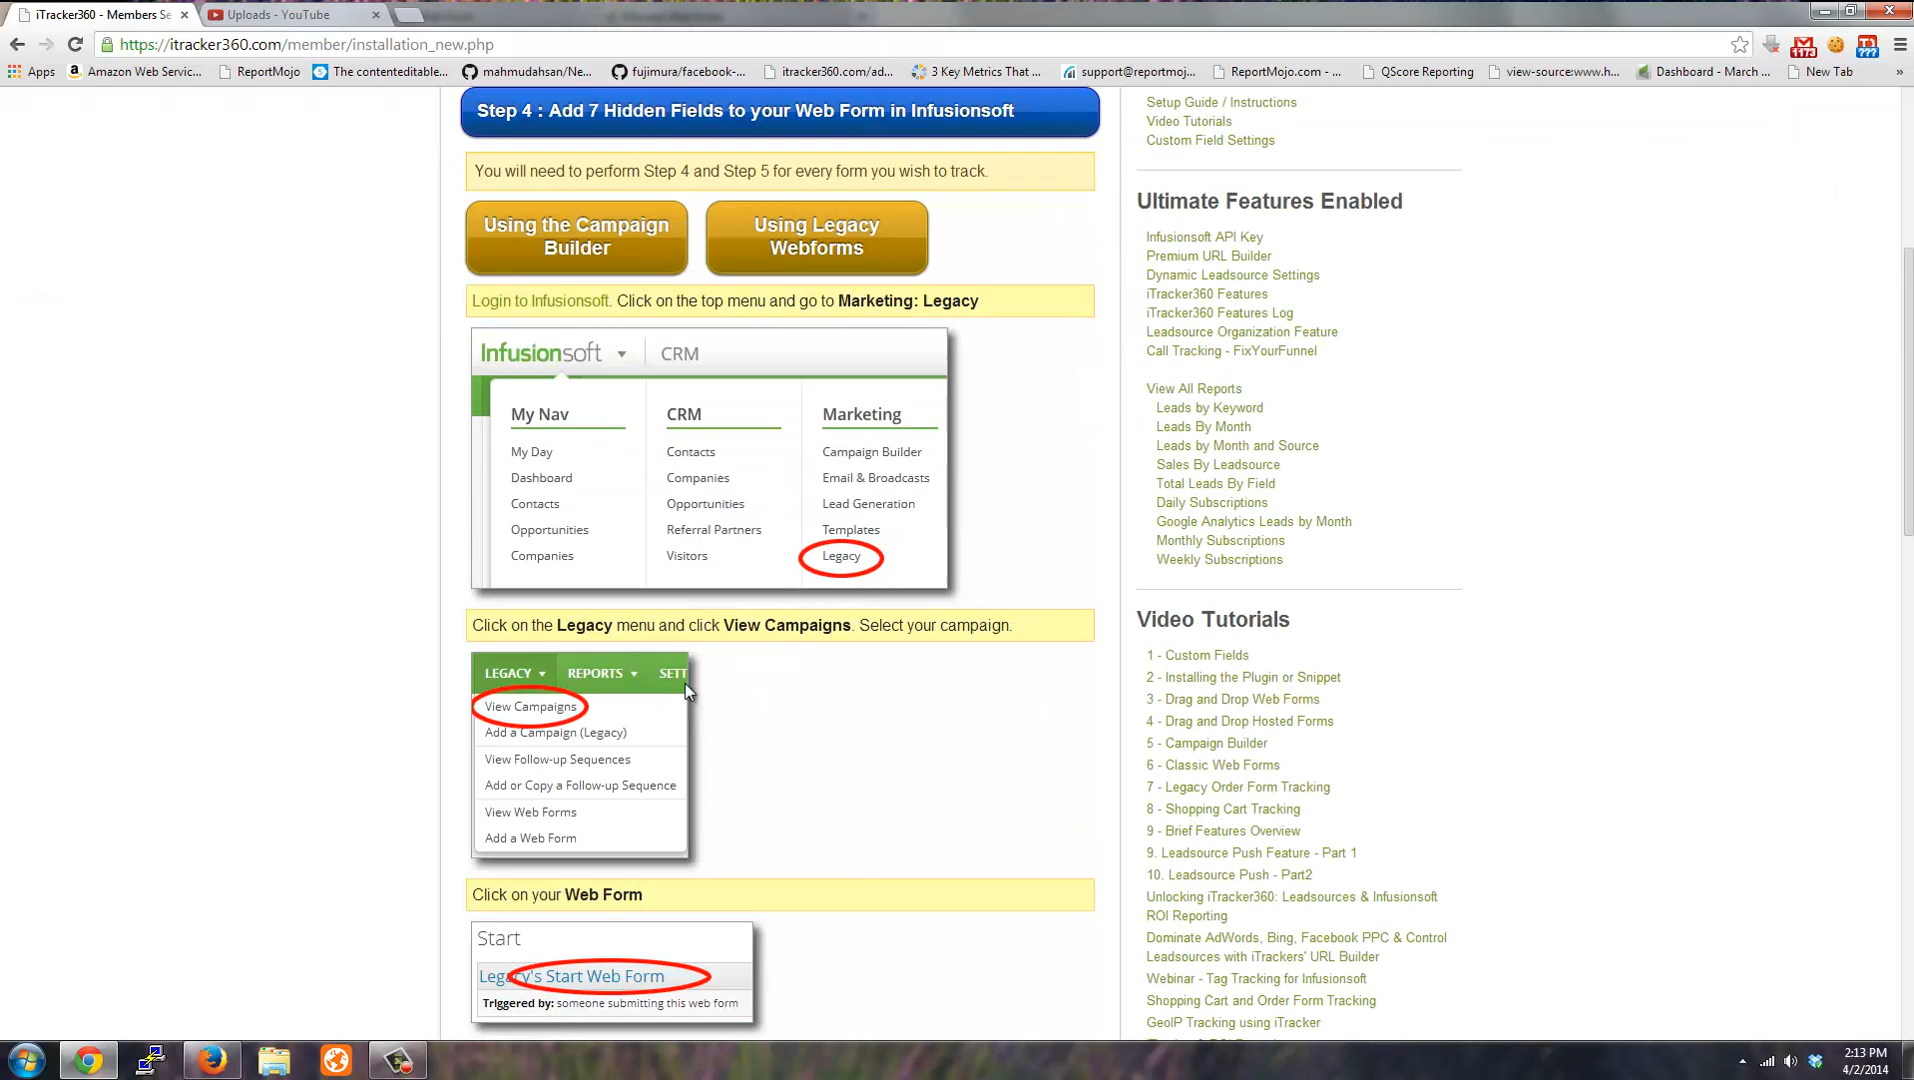 iTracker360 - Members Se
Uploads - YouTube
https://itracker360.com/member/installation_new.php
1173
???
Apps
Amazon Web Servic...
ReportMojo
The contenteditable...
mahmudahsan/Ne...
fujimura/facebook-...
itracker360.com/ad...
3 Key Metrics That ...
support@reportmoj...
ReportMojo.com - ...
QScore Reporting
view-source:www.h...
Dashboard - March ...
New Tab
»
Step 4 : Add 7 Hidden Fields to your Web Form in Infusionsoft
You will need to perform Step 4 and Step 5 for every form you wish to track.
Using the Campaign
Builder
Using Legacy
Webforms
Login to Infusionsoft. Click on the top menu and go to Marketing: Legacy
Infusionsoft
CRM
My Nav
My Day
Dashboard
Contacts
Opportunities
Companies
CRM
Contacts
Companies
Opportunities
Referral Partners
Visitors
Marketing
Campaign Builder
Email & Broadcasts
Lead Generation
Templates
Legacy
Click on the Legacy menu and click View Campaigns. Select your campaign.
LEGACY
REPORTS
SETT
View Campaigns
Add a Campaign (Legacy)
View Follow-up Sequences
Add or Copy a Follow-up Sequence
View Web Forms
Add a Web Form
Click on your Web Form
Start
Legacy's Start Web Form
Triggered by: someone submitting this web form
Setup Guide / Instructions
Video Tutorials
Custom Field Settings
Ultimate Features Enabled
Infusionsoft API Key
Premium URL Builder
Dynamic Leadsource Settings
iTracker360 Features
iTracker360 Features Log
Leadsource Organization Feature
Call Tracking - FixYourFunnel
View All Reports
Leads by Keyword
Leads By Month
Leads by Month and Source
Sales By Leadsource
Total Leads By Field
Daily Subscriptions
Google Analytics Leads by Month
Monthly Subscriptions
Weekly Subscriptions
Video Tutorials
1 - Custom Fields
2 - Installing the Plugin or Snippet
3 - Drag and Drop Web Forms
4 - Drag and Drop Hosted Forms
5 - Campaign Builder
6 - Classic Web Forms
7 - Legacy Order Form Tracking
8 - Shopping Cart Tracking
9 - Brief Features Overview
9. Leadsource Push Feature - Part 1
10. Leadsource Push - Part2
Unlocking iTracker360: Leadsources & Infusionsoft
ROI Reporting
Dominate AdWords, Bing, Facebook PPC & Control
Leadsources with iTrackers' URL Builder
Webinar - Tag Tracking for Infusionsoft
Shopping Cart and Order Form Tracking
GeoIP Tracking using iTracker
2:13 PM
4/2/2014